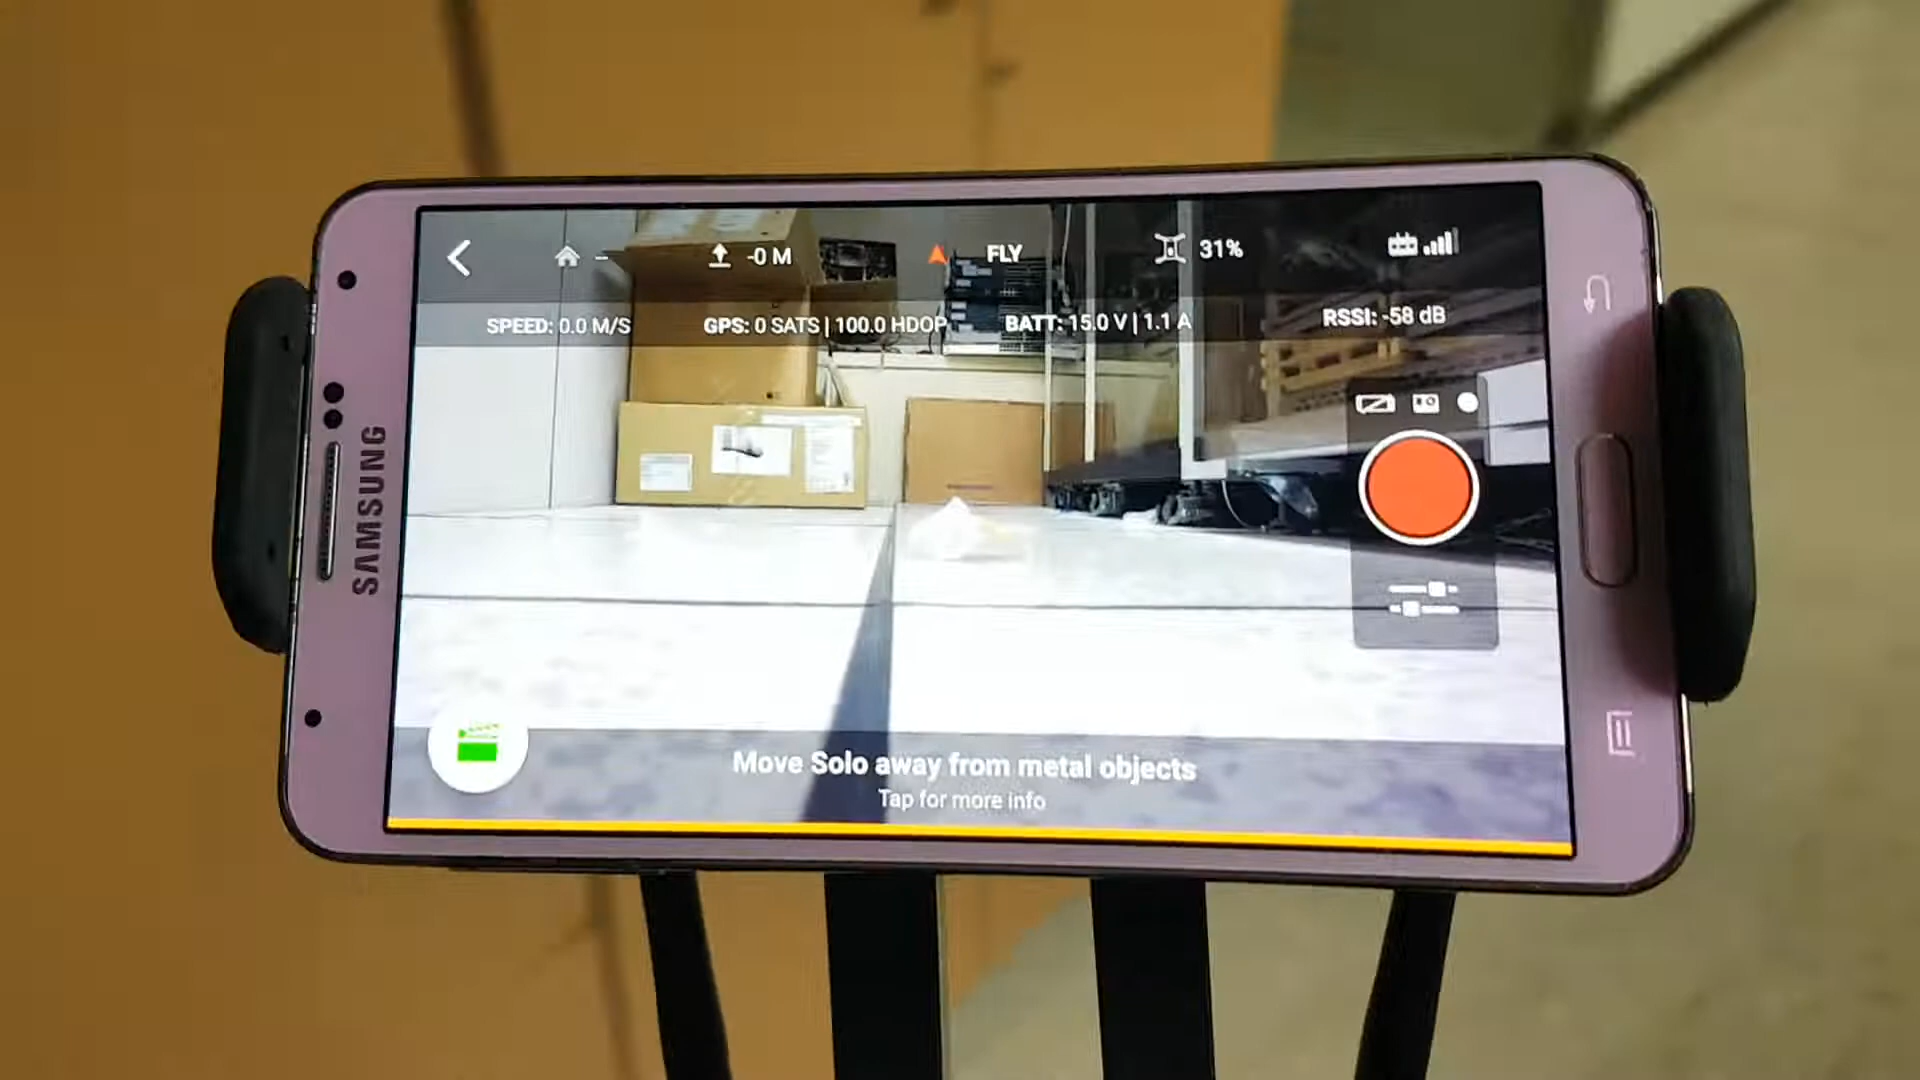 SAMSUNG
-0 M
FLY
31%
SPEED: 0.0 M/S
GPS: 0 SATS | 100.0 HDOP
BATT: 15.0 V | 1.1 A
RSSI: -58 dB
Move Solo away from metal objects
Tap for more info